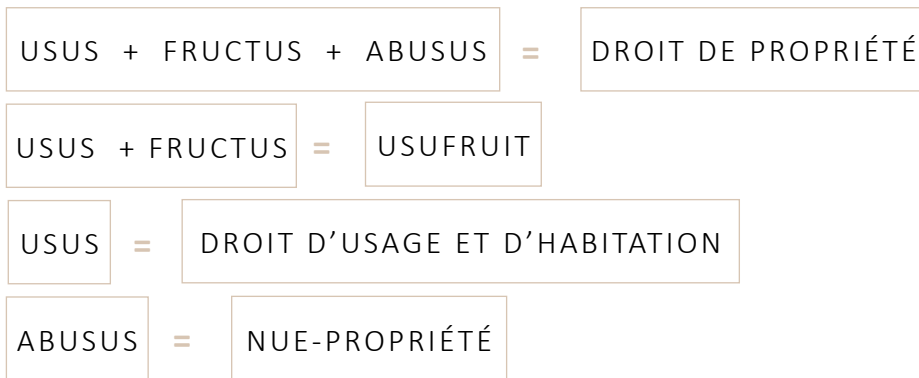 USUS + FRUCTUS + ABUSUS = DROIT DE PROPRIÉTÉ
USUS + FRUCTUS = USUFRUIT
USUS = DROIT D’USAGE ET D’HABITATION
ABUSUS = NUE-PROPRIÉTÉ